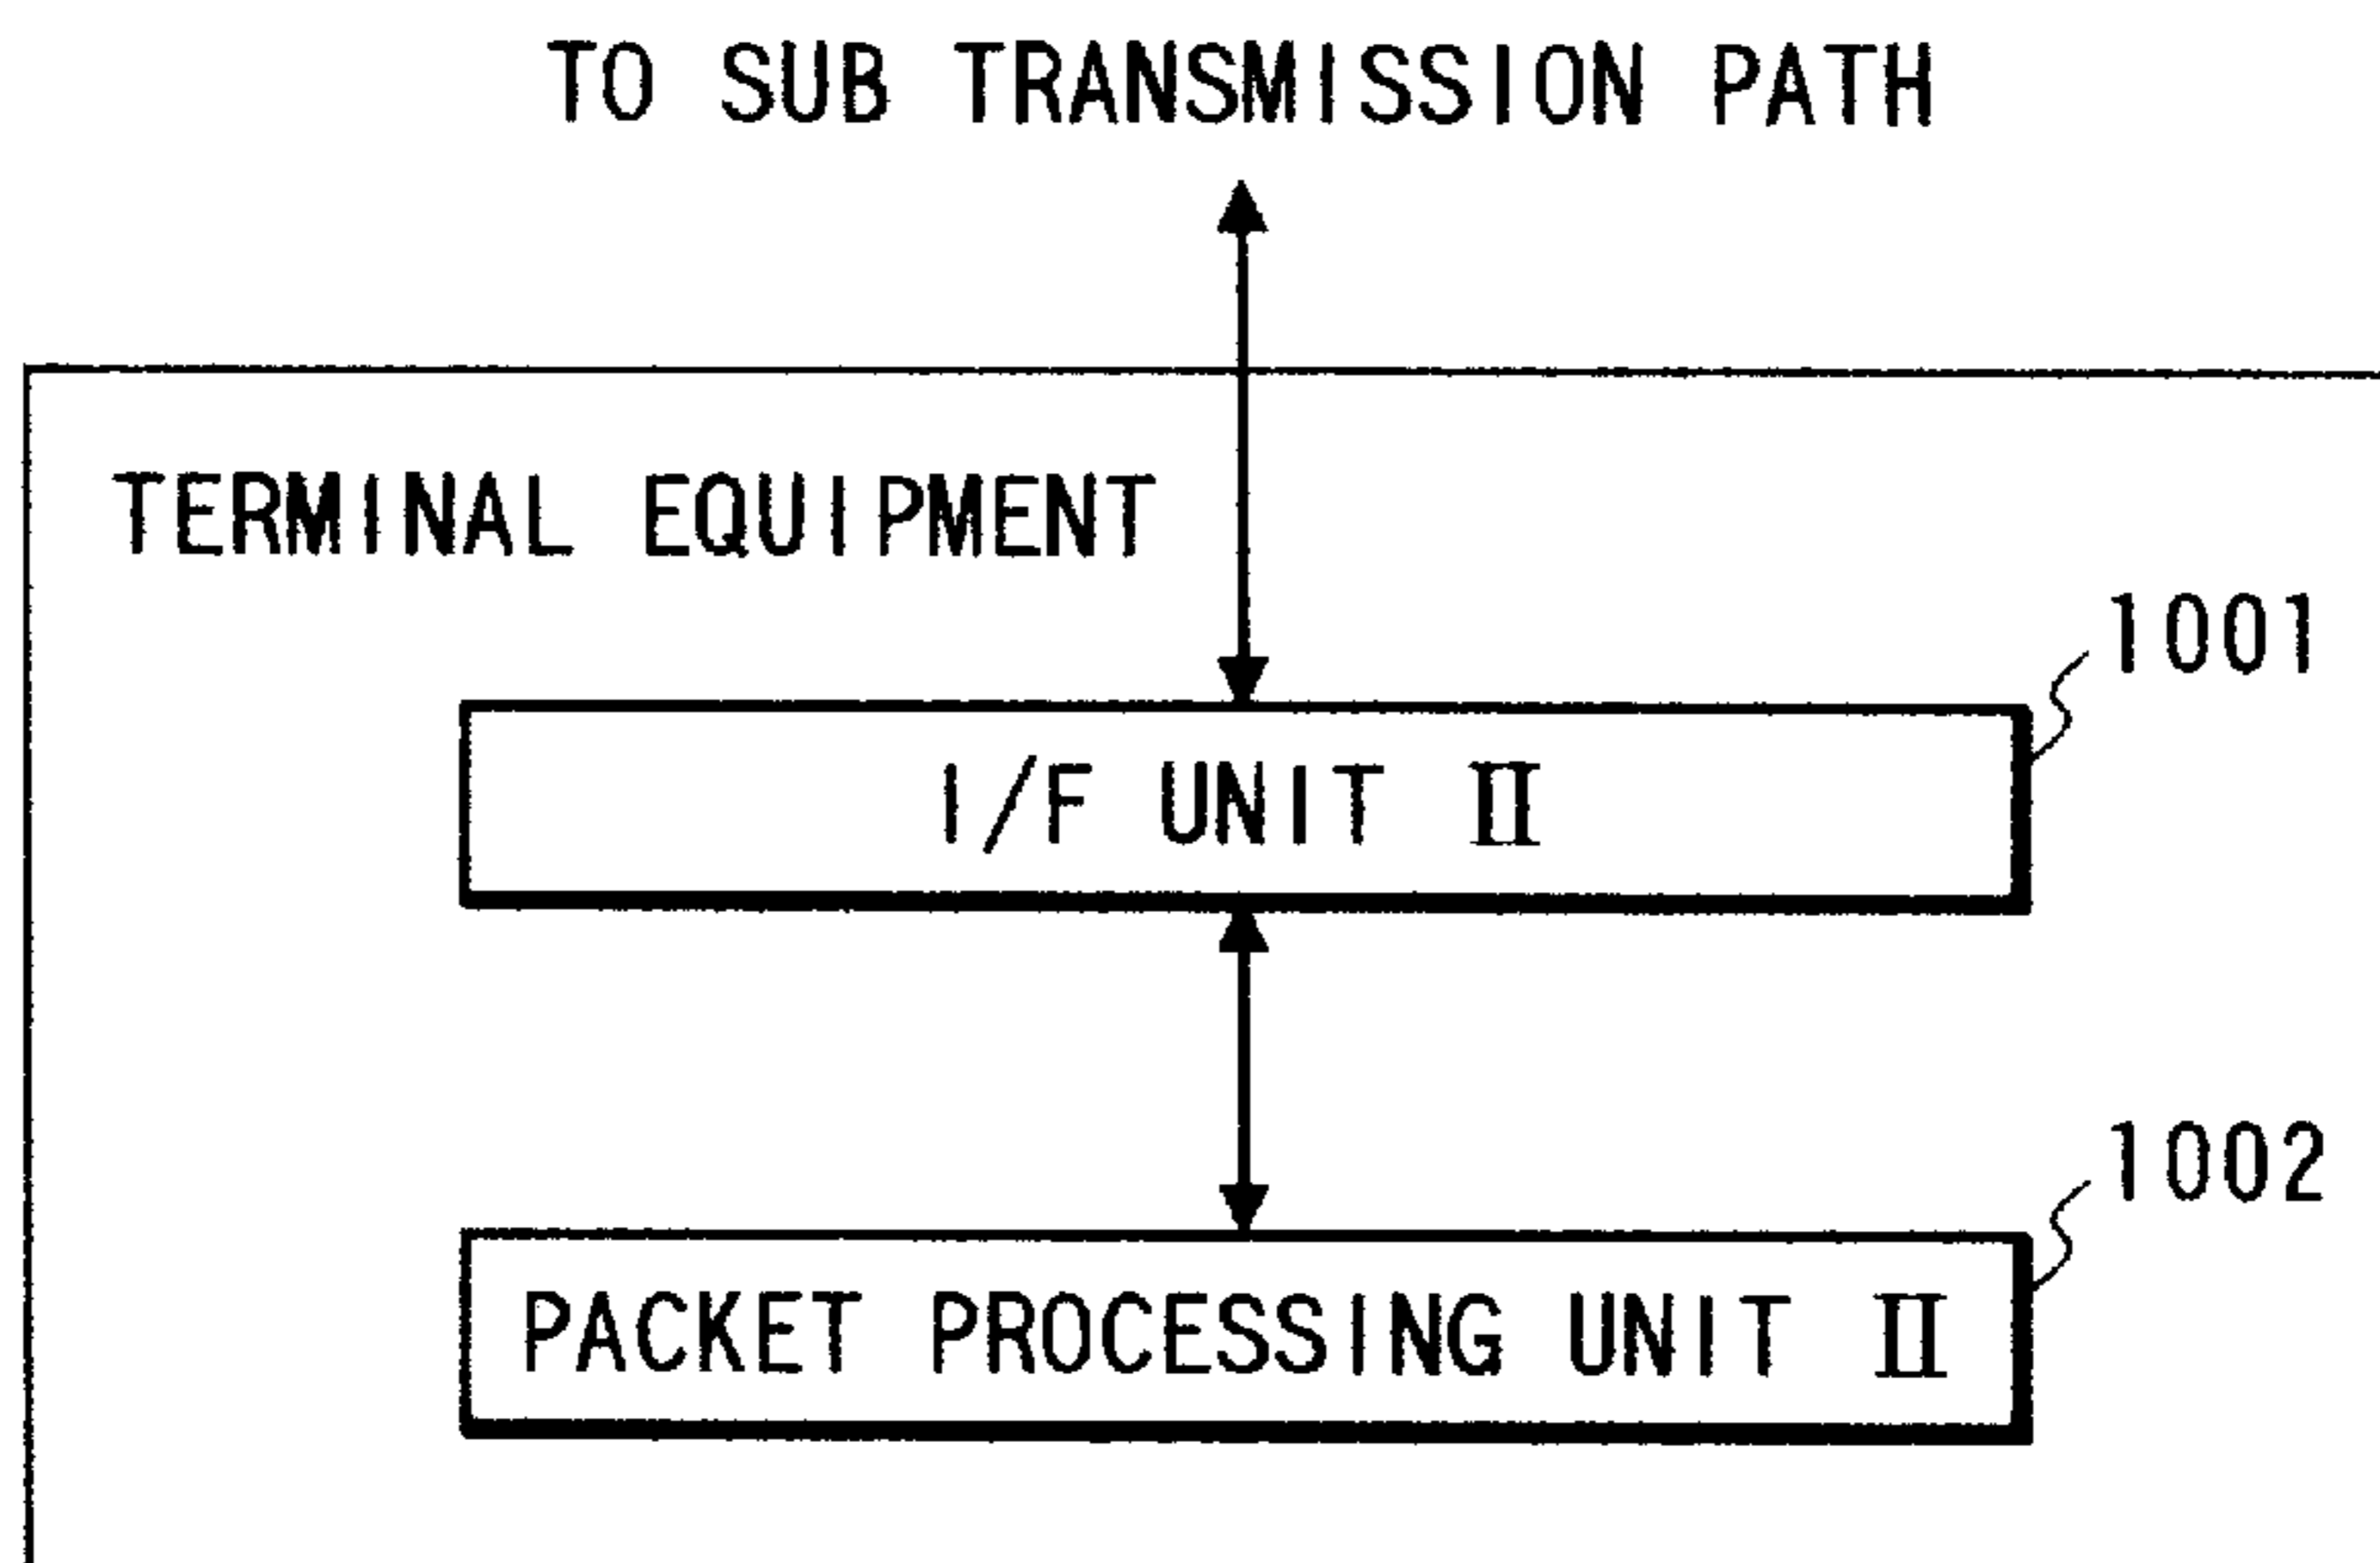 TO SUB TRANSMISSION PATH
TERMINAL EQUIPMENT
1001
I/F UNIT II
1002
PACKET PROCESSING UNIT II